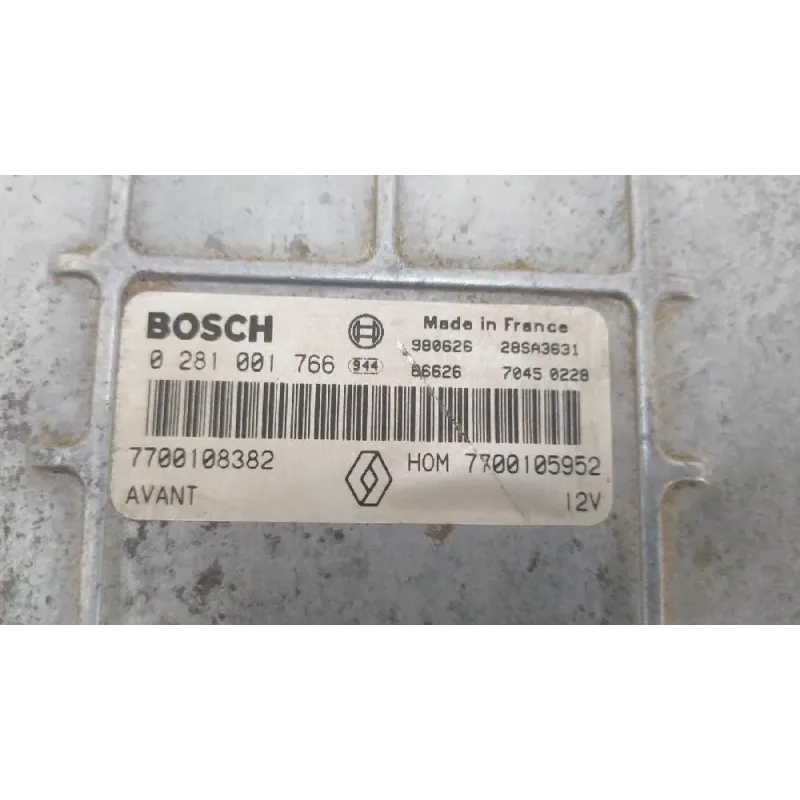 BOSCH Made in France
980626 28SA3631
0 281 001 766 944 86626 7045 0228
7700108382 HOM 7700105952
AVANT 12V